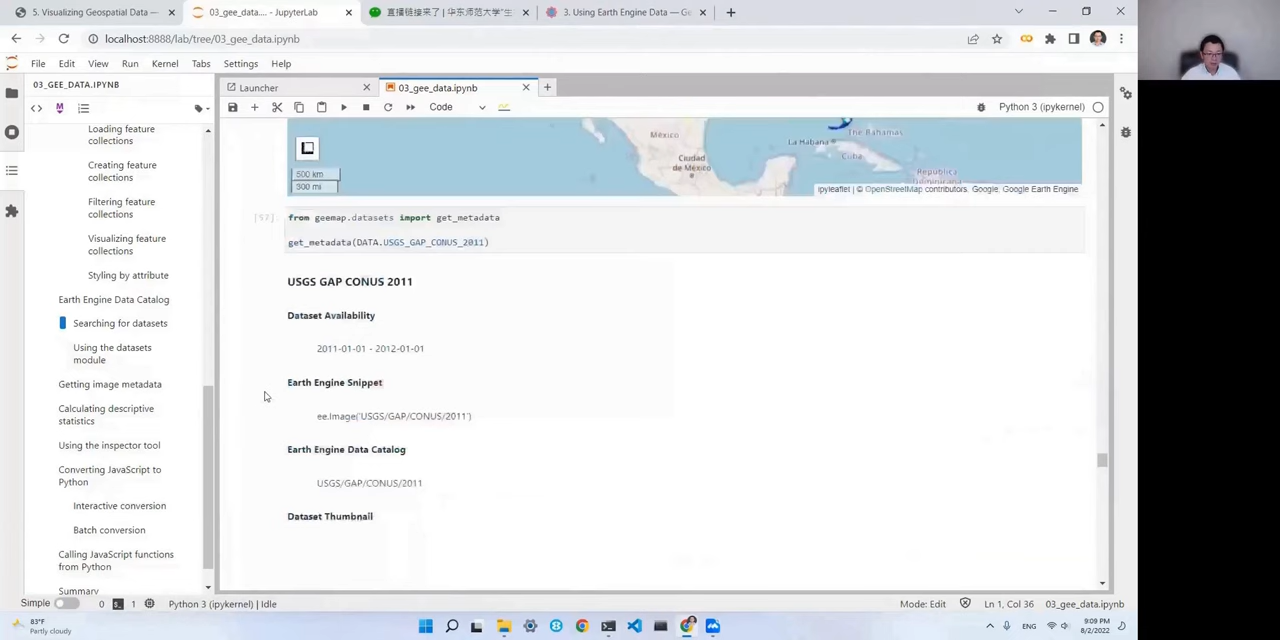 5. Visualizing Geospatial Data —
03_gee_data.... - JupyterLab
直播链接来了 | 华东师范大学"生
3. Using Earth Engine Data — Ge
localhost:8888/lab/tree/03_gee_data.ipynb
File Edit View Run Kernel Tabs Settings Help
03_GEE_DATA.IPYNB
Launcher
03_gee_data.ipynb
Code
Python 3 (ipykernel)
Loading feature
collections
Creating feature
collections
Filtering feature
collections
Visualizing feature
collections
Styling by attribute
Earth Engine Data Catalog
Searching for datasets
Using the datasets
module
Getting image metadata
Calculating descriptive
statistics
Using the inspector tool
Converting JavaScript to
Python
Interactive conversion
Batch conversion
Calling JavaScript functions
from Python
Summary
México
Ciudad
de México
La Habana
The Bahamas
Cuba
República
Dominicana
500 km
300 mi
ipyleaflet | © OpenStreetMap contributors, Google, Google Earth Engine
[57]
from geemap.datasets import get_metadata
get_metadata(DATA.USGS_GAP_CONUS_2011)
USGS GAP CONUS 2011
Dataset Availability
2011-01-01 - 2012-01-01
Earth Engine Snippet
ee.Image('USGS/GAP/CONUS/2011')
Earth Engine Data Catalog
USGS/GAP/CONUS/2011
Dataset Thumbnail
Simple 0 1 Python 3 (ipykernel) | Idle
Mode: Edit Ln 1, Col 36 03_gee_data.ipynb
83°F
Partly cloudy
ENG
9:09 PM
8/2/2022